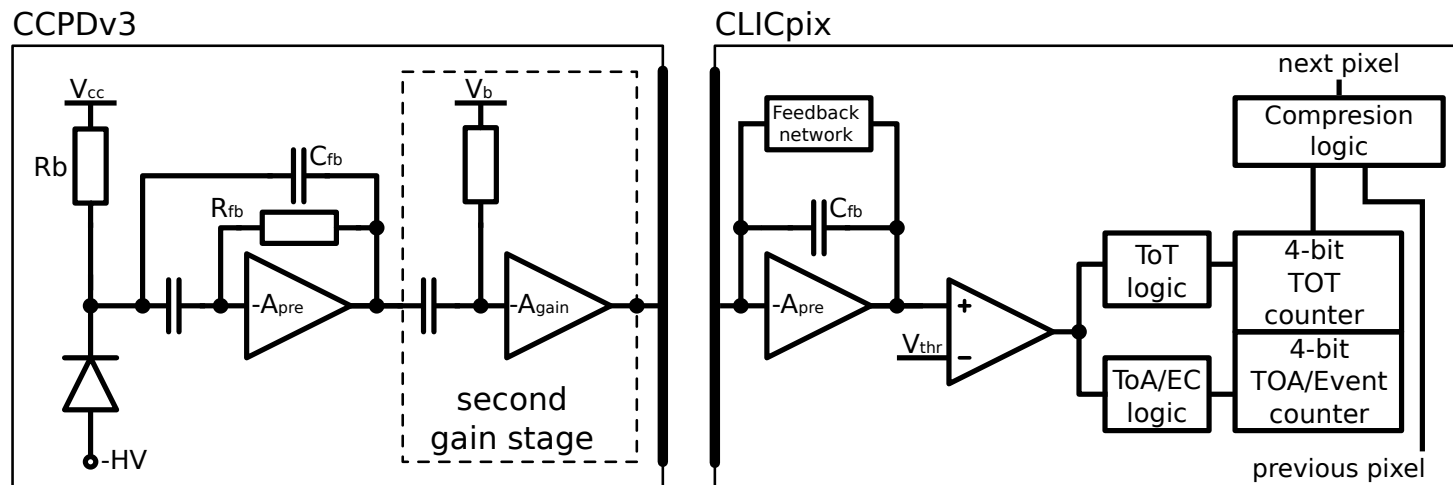 CCPDv3
Vcc
Rb
Cfb
Rfb
-Apre
-HV
Vb
-Again
second
gain stage
CLICpix
Feedback
network
Cfb
-Apre
Vthr
+
−
ToT
logic
ToA/EC
logic
next pixel
Compresion
logic
4-bit
TOT
counter
4-bit
TOA/Event
counter
previous pixel